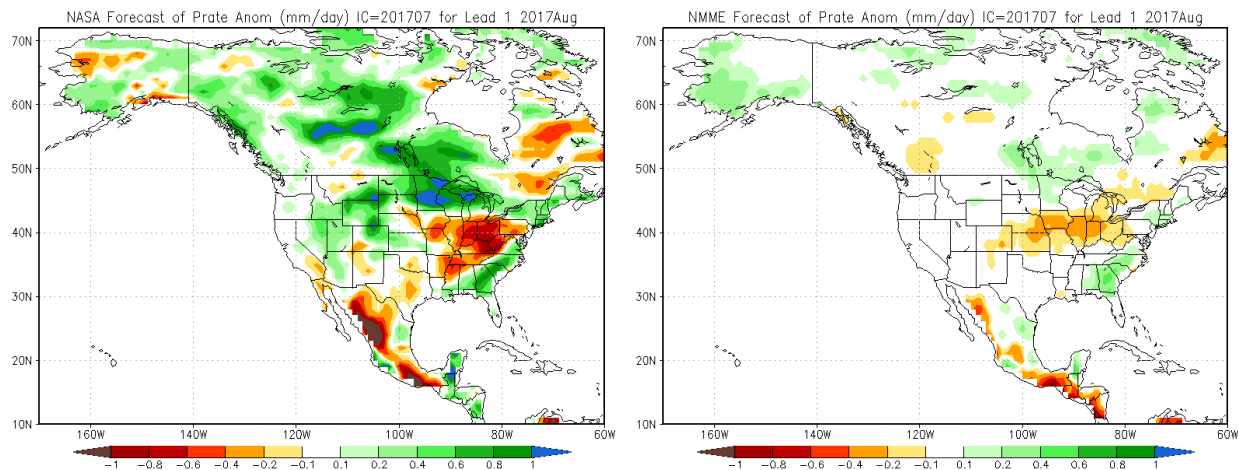 NASA Forecast of Prate Anom (mm/day) IC=201707 for Lead 1 2017Aug
70N
60N
50N
40N
30N
20N
10N
160W 140W 120W 100W 80W 60W
-1 -0.8 -0.6 -0.4 -0.2 -0.1 0.1 0.2 0.4 0.6 0.8 1
NMME Forecast of Prate Anom (mm/day) IC=201707 for Lead 1 2017Aug
70N
60N
50N
40N
30N
20N
10N
160W 140W 120W 100W 80W 60W
-1 -0.8 -0.6 -0.4 -0.2 -0.1 0.1 0.2 0.4 0.6 0.8